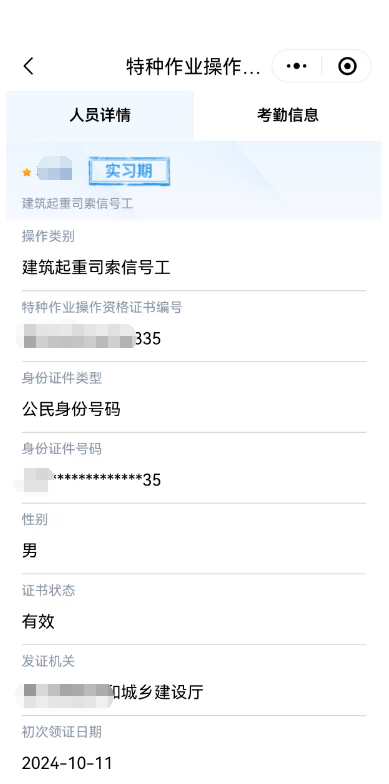 特种作业操作...
人员详情
考勤信息
实习期
建筑起重司索信号工
操作类别
建筑起重司索信号工
特种作业操作资格证书编号
335
身份证件类型
公民身份号码
身份证件号码
*************35
性别
男
证书状态
有效
发证机关
和城乡建设厅
初次领证日期
2024-10-11